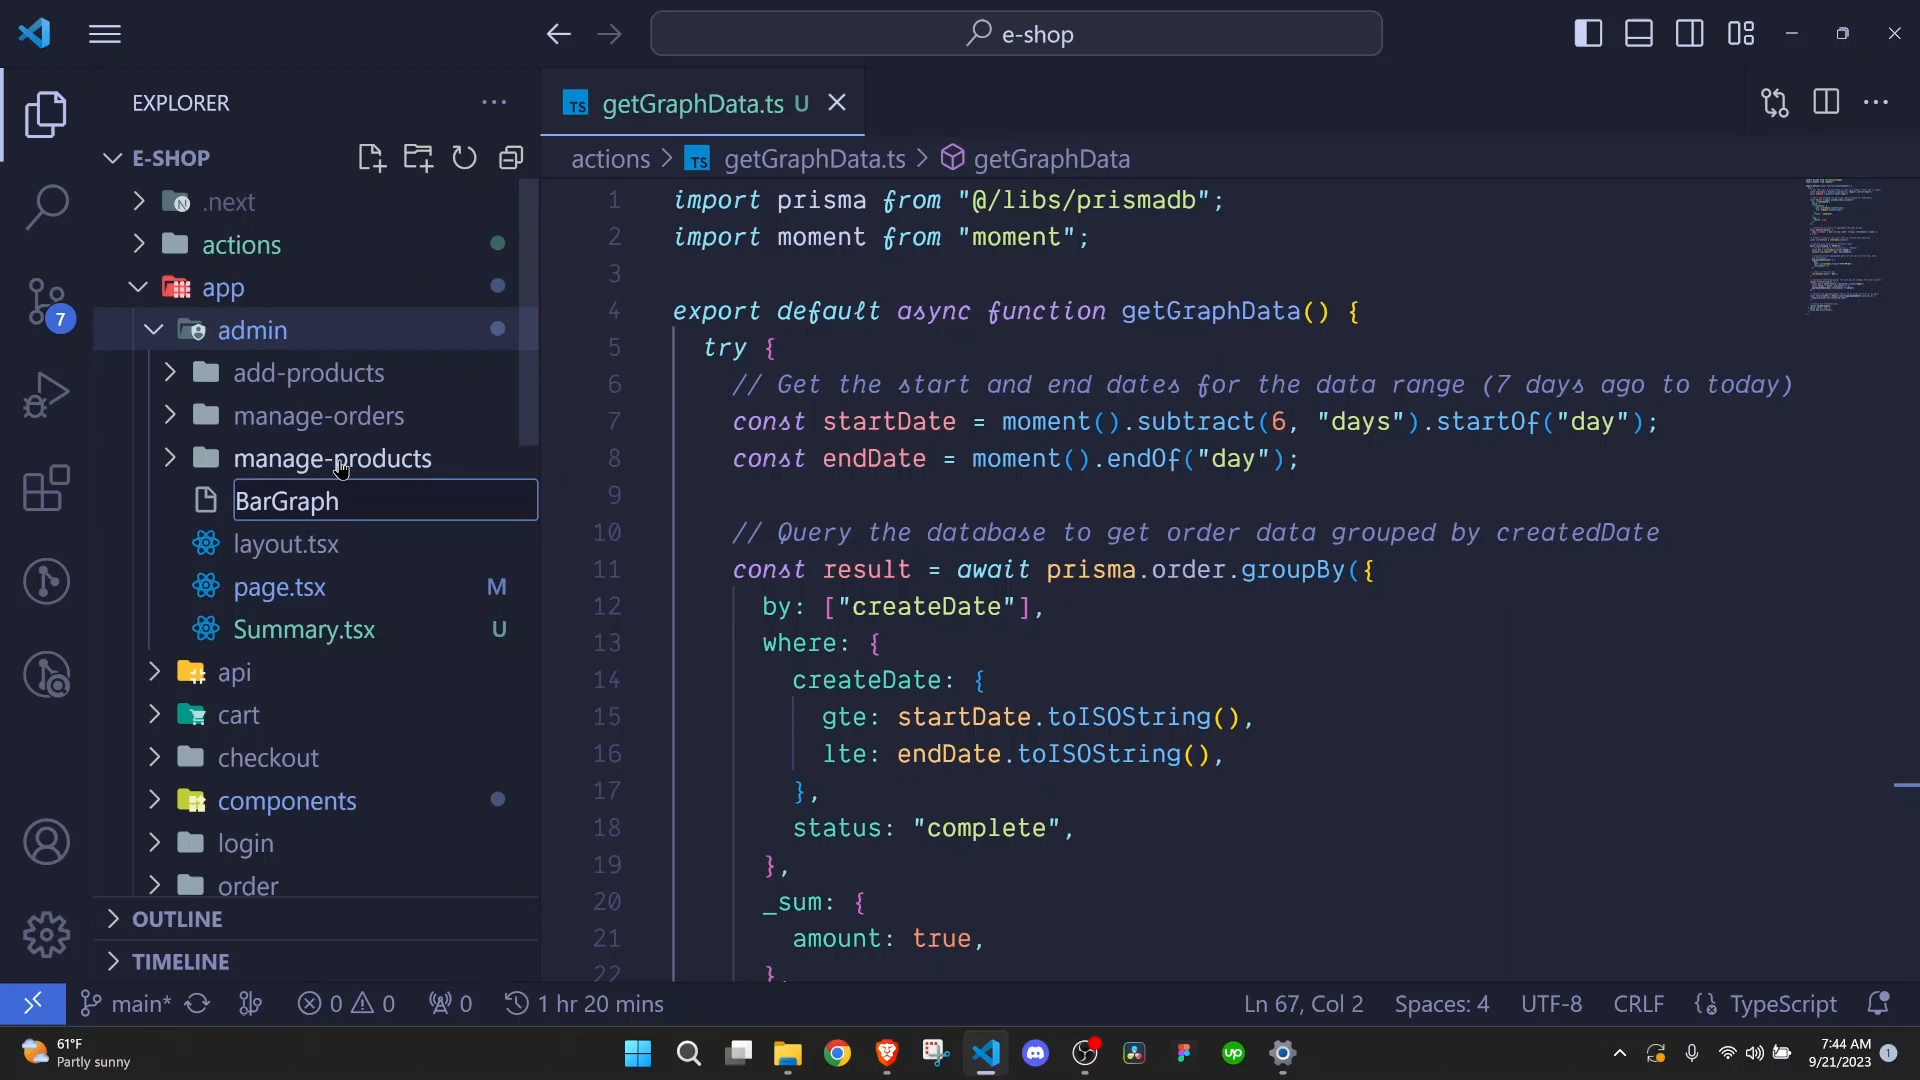 e-shop
EXPLORER
TS getGraphData.ts U
E-SHOP
actions > TS getGraphData.ts > getGraphData
N .next
actions
app
admin
add-products
manage-orders
manage-products
BarGraph
layout.tsx
page.tsx M
Summary.tsx U
api
cart
checkout
components
login
order
OUTLINE
TIMELINE
7
1 import prisma from "@/libs/prismadb";
2 import moment from "moment";
3
4 export default async function getGraphData() {
5 try {
6 // Get the start and end dates for the data range (7 days ago to today)
7 const startDate = moment().subtract(6, "days").startOf("day");
8 const endDate = moment().endOf("day");
9
10 // Query the database to get order data grouped by createdDate
11 const result = await prisma.order.groupBy({
12 by: ["createDate"],
13 where: {
14 createDate: {
15 gte: startDate.toISOString(),
16 lte: endDate.toISOString(),
17 },
18 status: "complete",
19 },
20 _sum: {
21 amount: true,
22 },
main* 0 0 0 1 hr 20 mins Ln 67, Col 2 Spaces: 4 UTF-8 CRLF TypeScript
61°F
Partly sunny
up
7:44 AM
9/21/2023
1